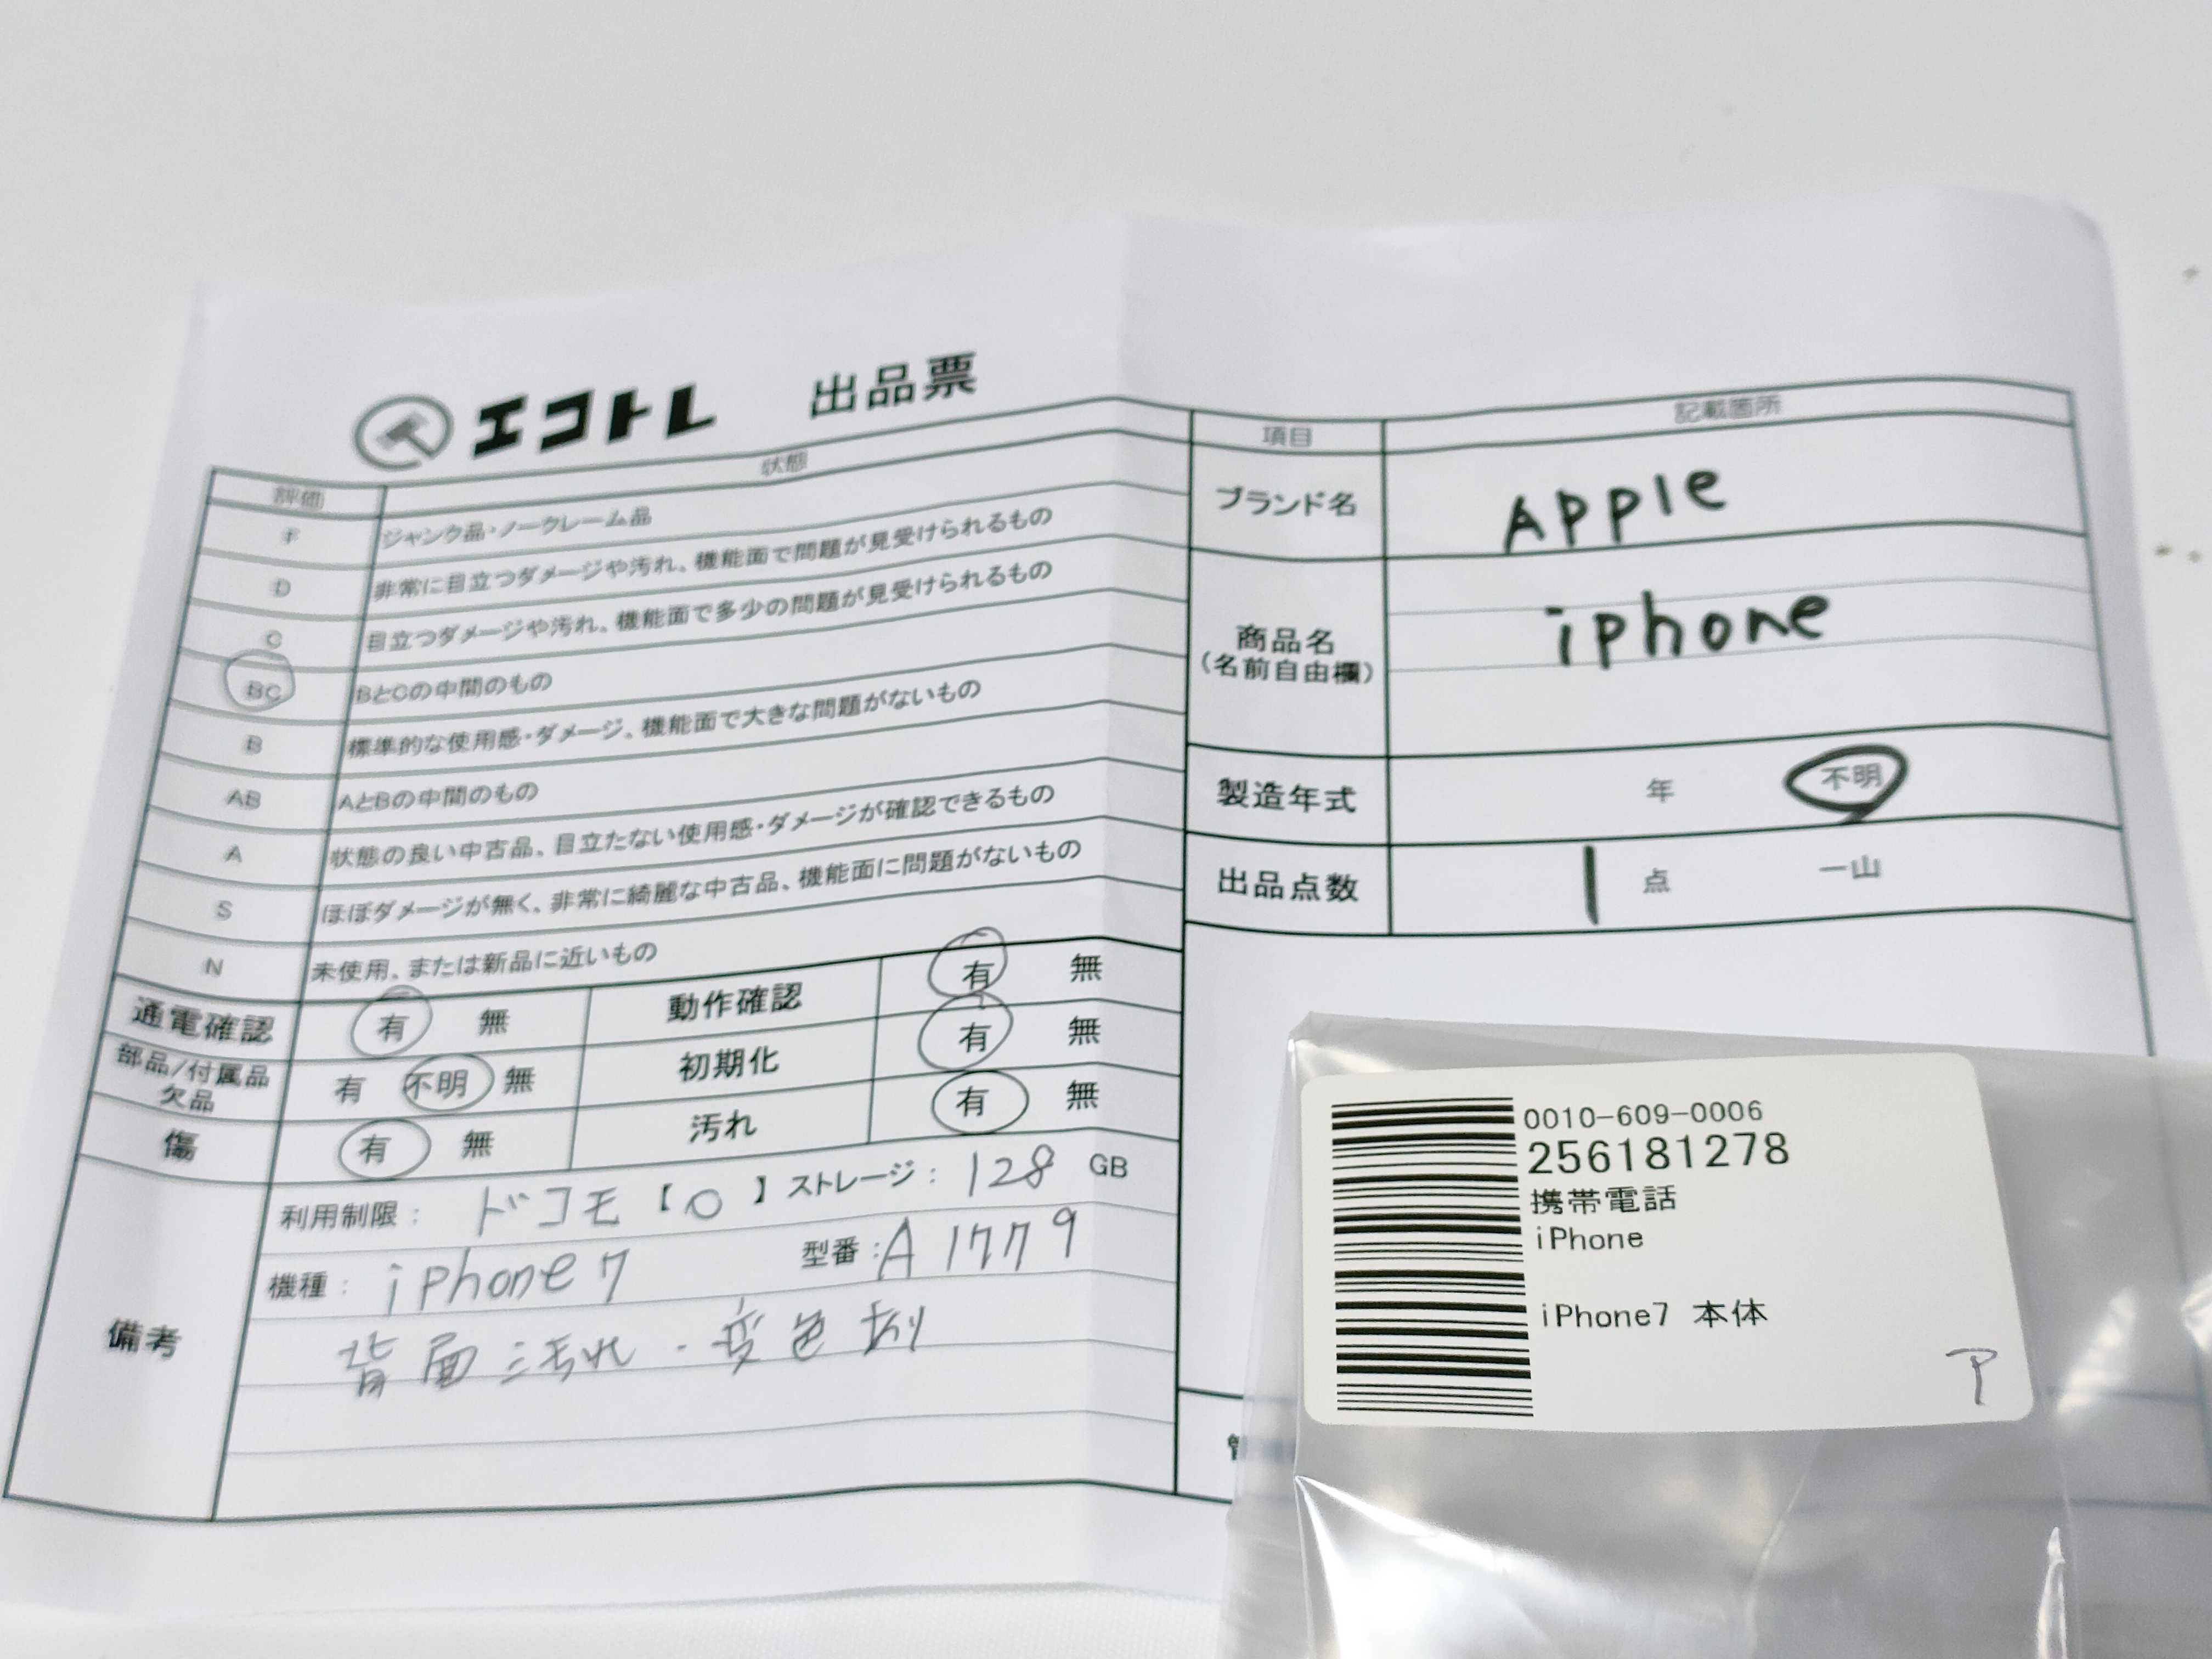 エコトレ 出品票
評価 状態
F ジャンク品・ノークレーム品
D 非常に目立つダメージや汚れ、機能面で問題が見受けられるもの
C 目立つダメージや汚れ、機能面で多少の問題が見受けられるもの
BC BとCの中間のもの
B 標準的な使用感・ダメージ、機能面で大きな問題がないもの
AB AとBの中間のもの
A 状態の良い中古品、目立たない使用感・ダメージが確認できるもの
S ほぼダメージが無く、非常に綺麗な中古品、機能面に問題がないもの
N 未使用、または新品に近いもの
通電確認 有 無 動作確認 有 無
部品/付属品
欠品 有 不明 無 初期化 有 無
傷 有 無 汚れ 有 無
備考
利用制限: ドコモ【○】ストレージ: 128 GB
機種: iphone7 型番:A1779
背面 汚れ・変色
項目 記載箇所
ブランド名 Apple
商品名
(名前自由欄) iphone
製造年式 年 不明
出品点数 1 点 一山
0010-609-0006
256181278
携帯電話
iPhone
iPhone7 本体